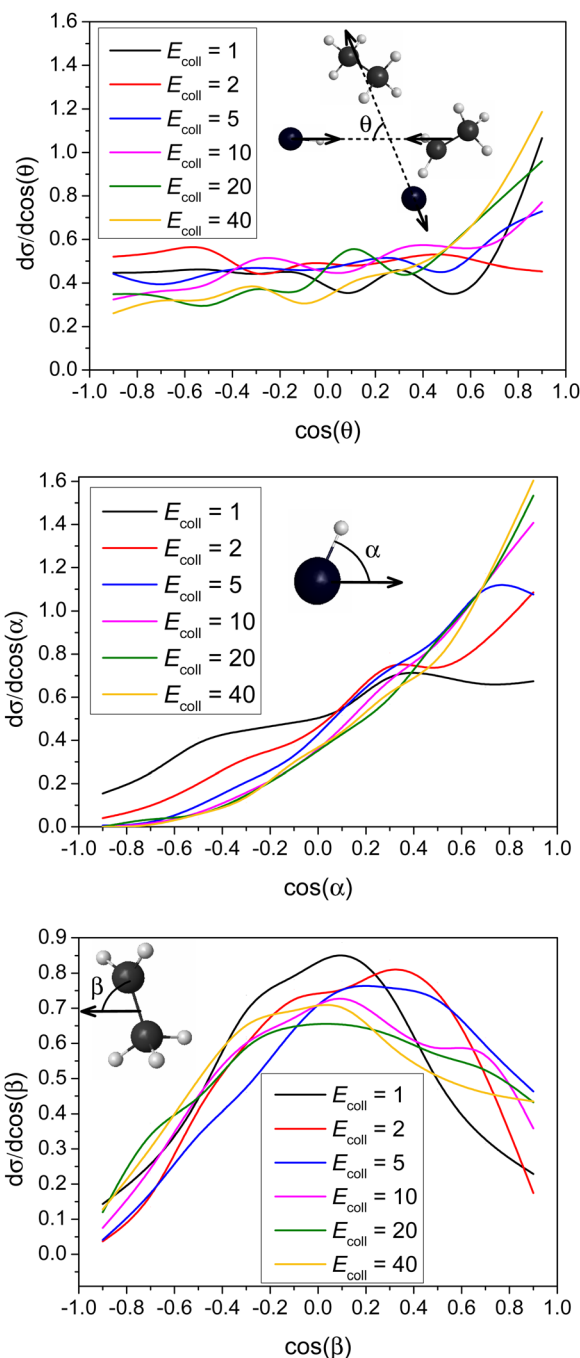 dσ/dcos(θ)
1.6
1.4
1.2
1.0
0.8
0.6
0.4
0.2
0.0
E_coll = 1
E_coll = 2
E_coll = 5
E_coll = 10
E_coll = 20
E_coll = 40
θ
-1.0 -0.8 -0.6 -0.4 -0.2 0.0 0.2 0.4 0.6 0.8 1.0
cos(θ)
dσ/dcos(α)
1.6
1.4
1.2
1.0
0.8
0.6
0.4
0.2
0.0
E_coll = 1
E_coll = 2
E_coll = 5
E_coll = 10
E_coll = 20
E_coll = 40
α
-1.0 -0.8 -0.6 -0.4 -0.2 0.0 0.2 0.4 0.6 0.8 1.0
cos(α)
dσ/dcos(β)
0.9
0.8
0.7
0.6
0.5
0.4
0.3
0.2
0.1
0.0
β
E_coll = 1
E_coll = 2
E_coll = 5
E_coll = 10
E_coll = 20
E_coll = 40
-1.0 -0.8 -0.6 -0.4 -0.2 0.0 0.2 0.4 0.6 0.8 1.0
cos(β)